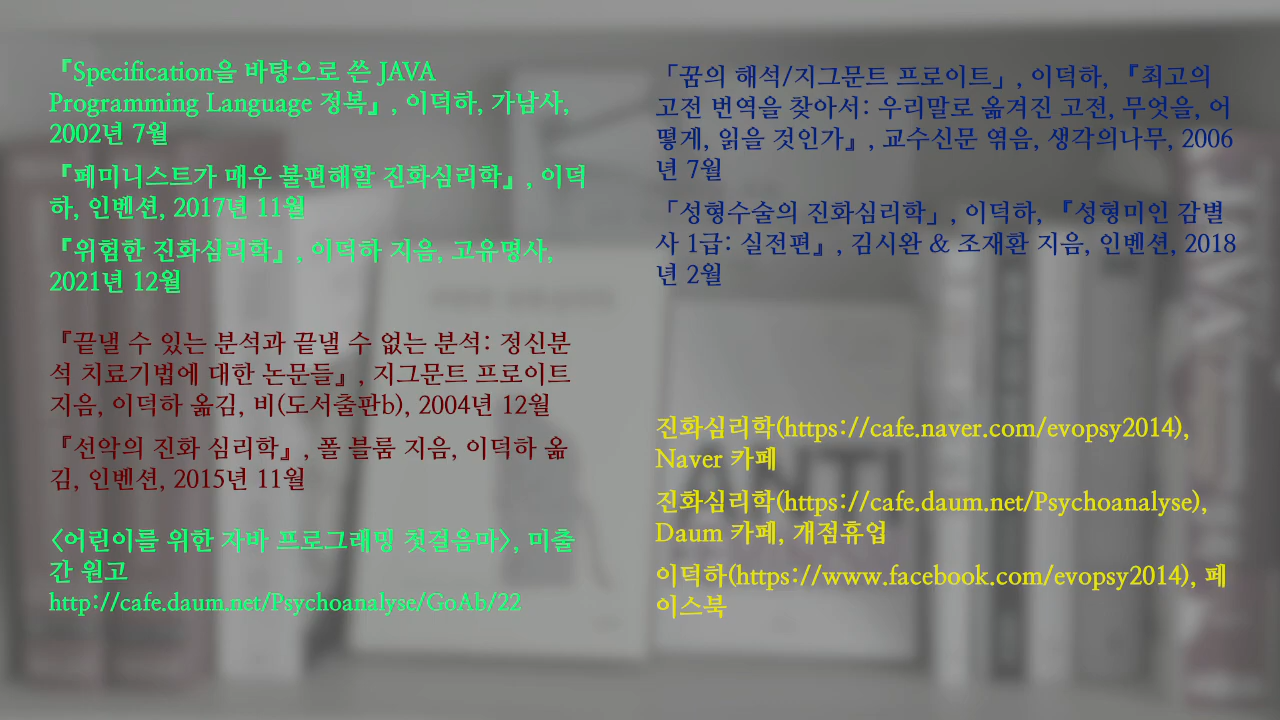 『Specification을 바탕으로 쓴 JAVA
Programming Language 정복』, 이덕하, 가남사,
2002년 7월
『페미니스트가 매우 불편해할 진화심리학』, 이덕
하, 인벤션, 2017년 11월
『위험한 진화심리학』, 이덕하 지음, 고유명사,
2021년 12월
『끝낼 수 있는 분석과 끝낼 수 없는 분석: 정신분
석 치료기법에 대한 논문들』, 지그문트 프로이트
지음, 이덕하 옮김, 비(도서출판b), 2004년 12월
『선악의 진화 심리학』, 폴 블룸 지음, 이덕하 옮
김, 인벤션, 2015년 11월
<어린이를 위한 자바 프로그래밍 첫걸음마>, 미출
간 원고
http://cafe.daum.net/Psychoanalyse/GoAb/22
「꿈의 해석/지그문트 프로이트」, 이덕하, 『최고의
고전 번역을 찾아서: 우리말로 옮겨진 고전, 무엇을, 어
떻게, 읽을 것인가』, 교수신문 엮음, 생각의나무, 2006
년 7월
「성형수술의 진화심리학」, 이덕하, 『성형미인 감별
사 1급: 실전편』, 김시완 & 조재환 지음, 인벤션, 2018
년 2월
진화심리학(https://cafe.naver.com/evopsy2014),
Naver 카페
진화심리학(https://cafe.daum.net/Psychoanalyse),
Daum 카페, 개점휴업
이덕하(https://www.facebook.com/evopsy2014), 페
이스북